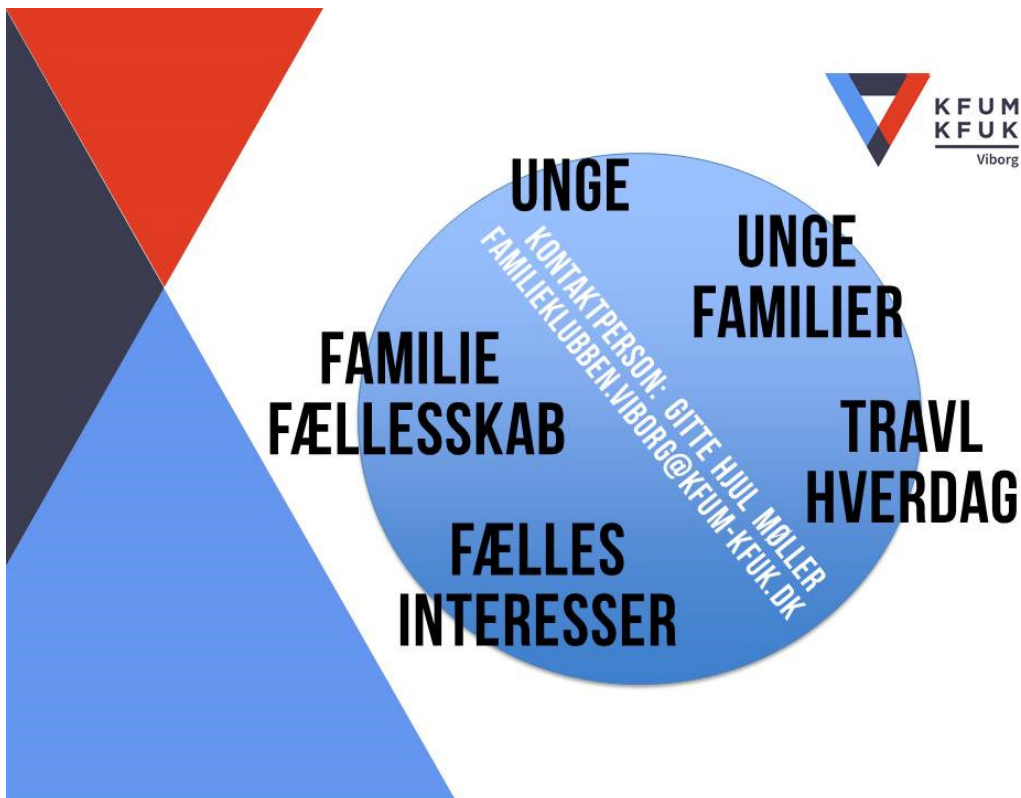 KFUM
KFUK
Viborg
UNGE
UNGE
FAMILIER
KONTAKTPERSON: GITTE HJUL MØLLER
FAMILIEKLUBBEN.VIBORG@KFUM-KFUK.DK
FAMILIE
FÆLLESSKAB
TRAVL
HVERDAG
FÆLLES
INTERESSER